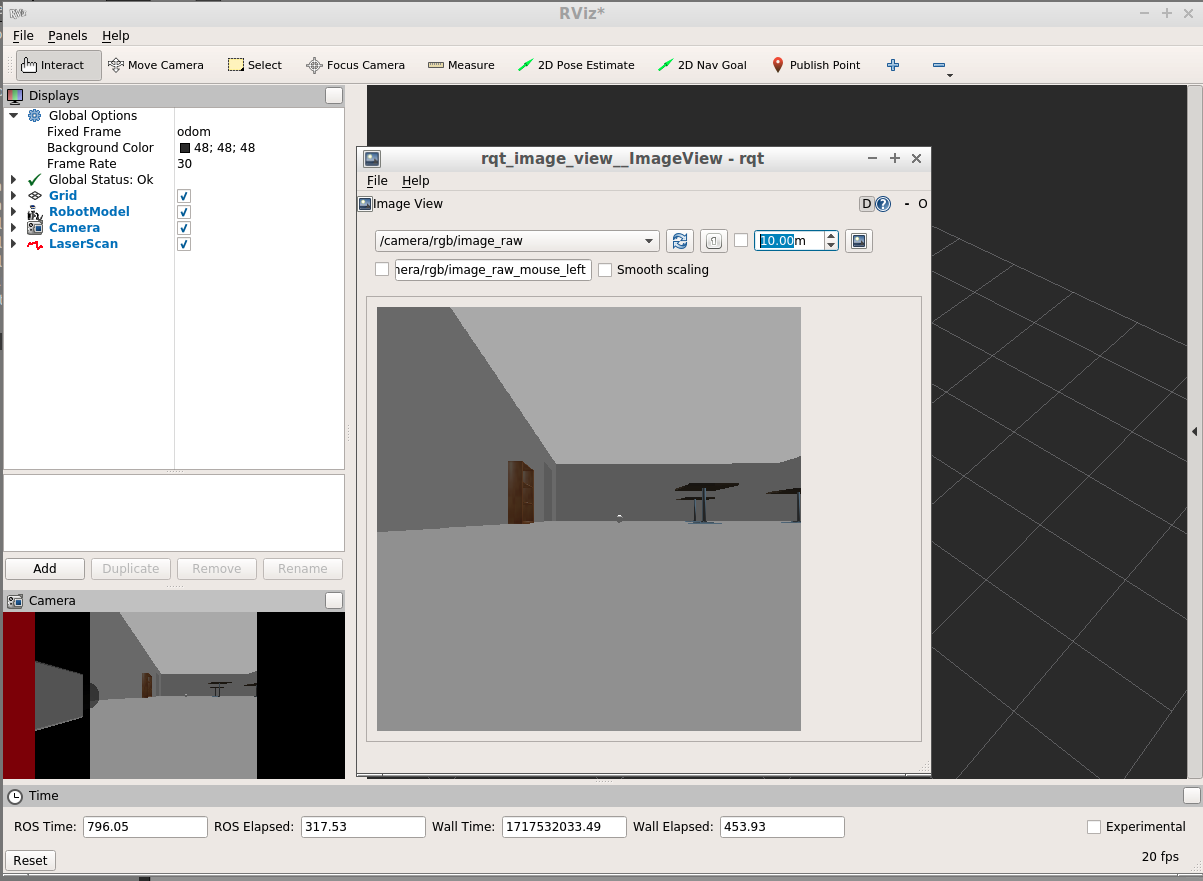 RViz*
File Panels Help
Interact Move Camera Select Focus Camera Measure 2D Pose Estimate 2D Nav Goal Publish Point
Displays
Global Options
Fixed Frame odom
Background Color 48; 48; 48
Frame Rate 30
Global Status: Ok
Grid
RobotModel
Camera
LaserScan
Add Duplicate Remove Rename
Camera
rqt_image_view__ImageView - rqt
File Help
Image View D - O
/camera/rgb/image_raw 10.00m
nera/rgb/image_raw_mouse_left Smooth scaling
Time
ROS Time: 796.05 ROS Elapsed: 317.53 Wall Time: 1717532033.49 Wall Elapsed: 453.93 Experimental
Reset 20 fps